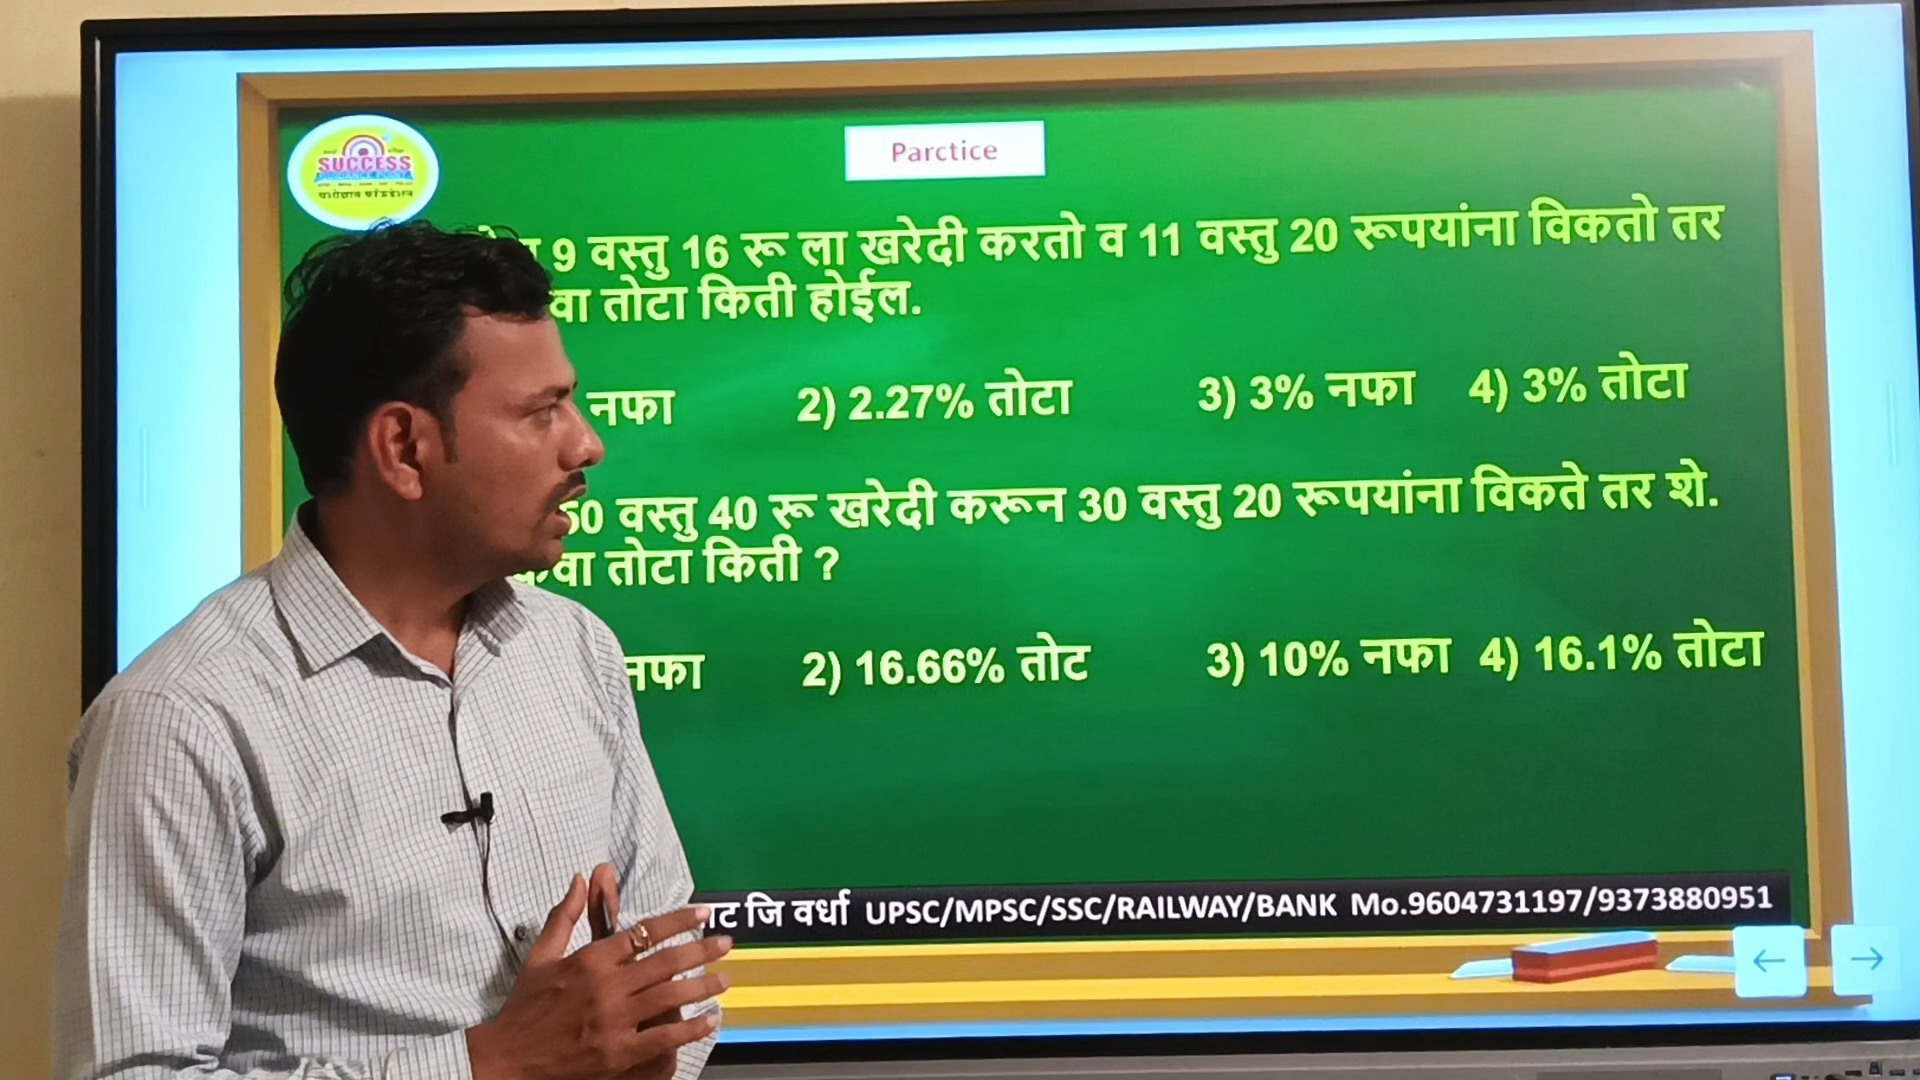 SUCCESS
GUIDANCE POINT
Parctice
9 वस्तु 16 रू ला खरेदी करतो व 11 वस्तु 20 रूपयांना विकतो तर
वा तोटा किती होईल.
नफा 2) 2.27% तोटा 3) 3% नफा 4) 3% तोटा
50 वस्तु 40 रू खरेदी करून 30 वस्तु 20 रूपयांना विकते तर शे.
तोटा किती ?
नफा 2) 16.66% तोट 3) 10% नफा 4) 16.1% तोटा
जि वर्धा UPSC/MPSC/SSC/RAILWAY/BANK Mo.9604731197/9373880951